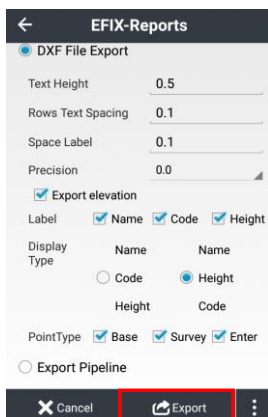 EFIX-Reports
DXF File Export
Text Height 0.5
Rows Text Spacing 0.1
Space Label 0.1
Precision 0.0
Export elevation
Label Name Code Height
Display Type Name Name
Code Height
Height Code
PointType Base Survey Enter
Export Pipeline
Cancel Export